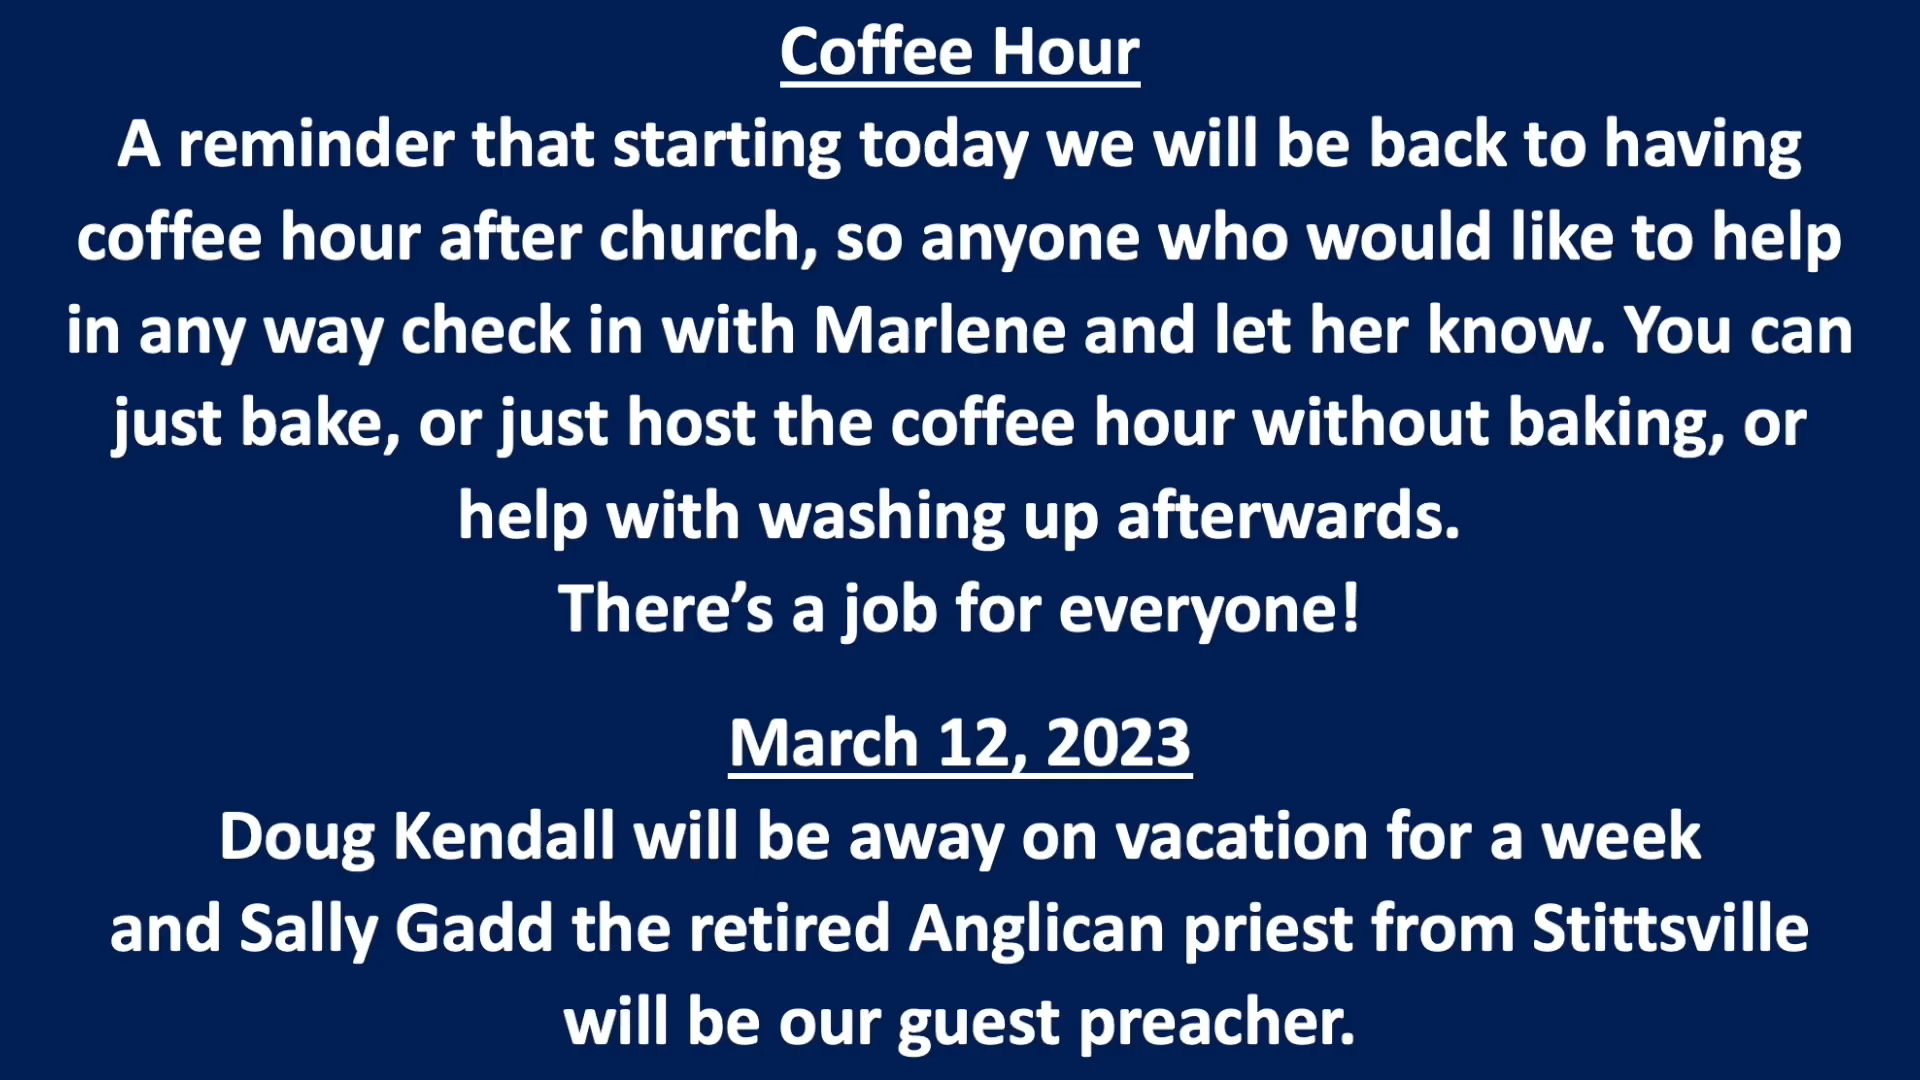 Coffee Hour
A reminder that starting today we will be back to having
coffee hour after church, so anyone who would like to help
in any way check in with Marlene and let her know. You can
just bake, or just host the coffee hour without baking, or
help with washing up afterwards.
There’s a job for everyone!
March 12, 2023
Doug Kendall will be away on vacation for a week
and Sally Gadd the retired Anglican priest from Stittsville
will be our guest preacher.